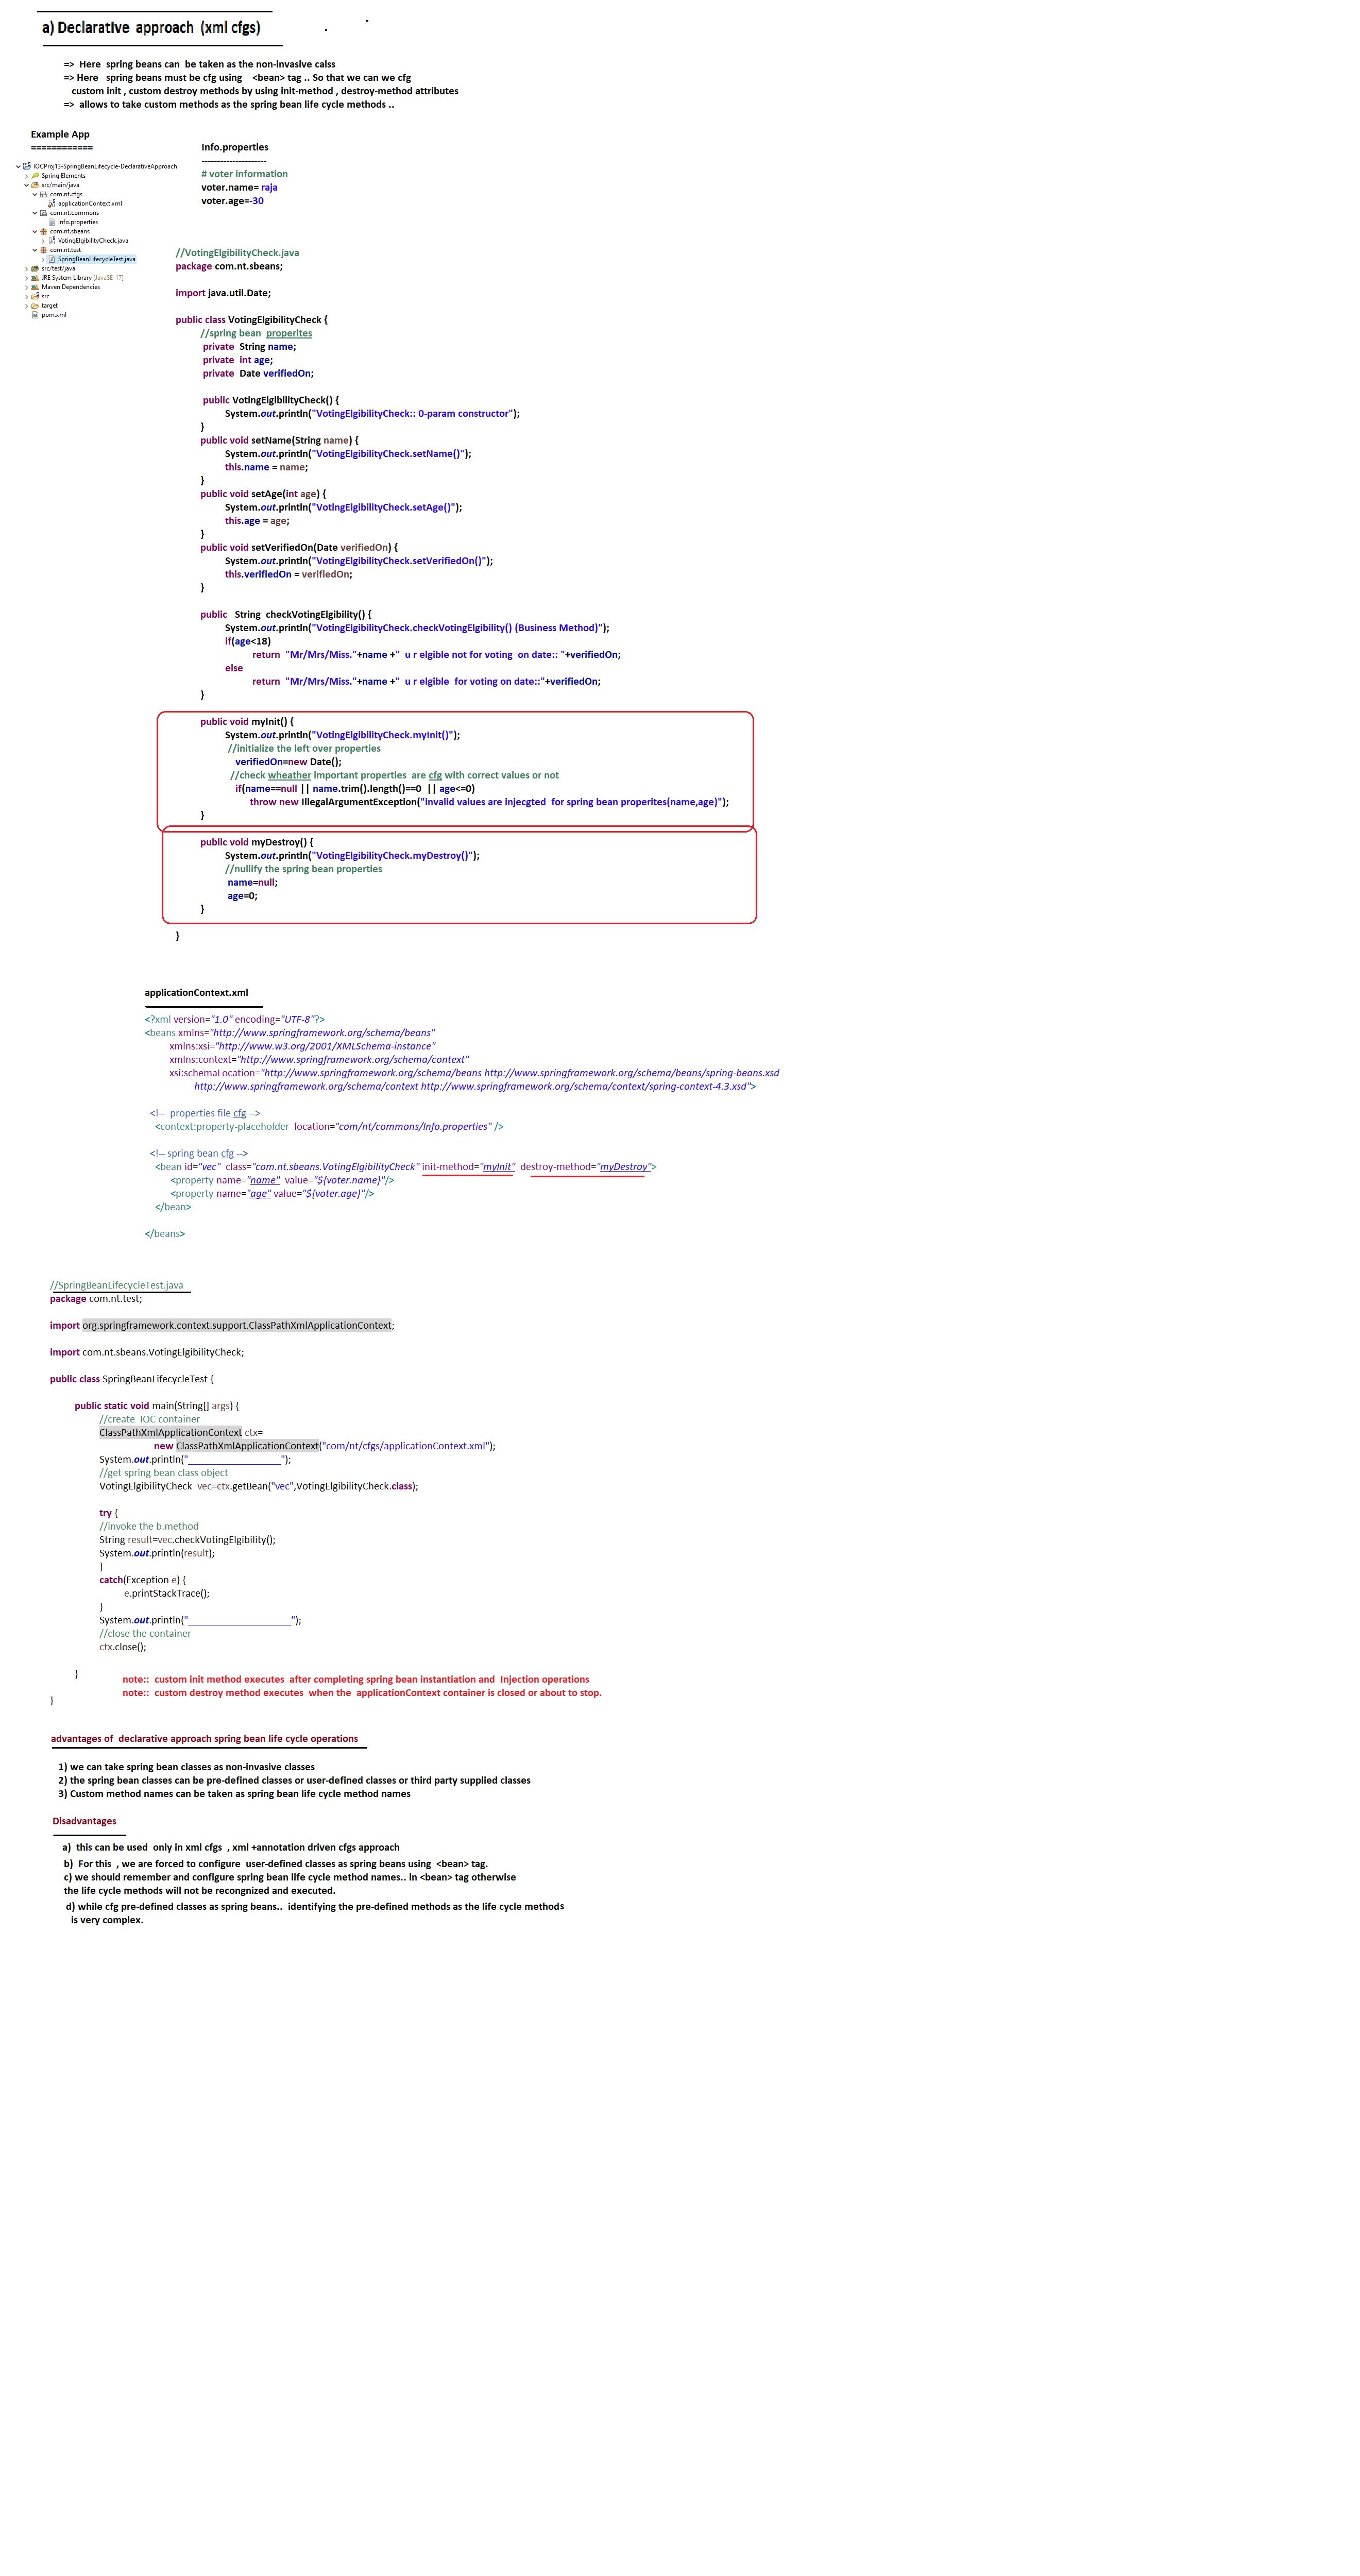 a) Declarative approach (xml cfgs)
=> Here spring beans can be taken as the non-invasive calss
=> Here spring beans must be cfg using <bean> tag .. So that we can we cfg
custom init , custom destroy methods by using init-method , destroy-method attributes
=> allows to take custom methods as the spring bean life cycle methods ..
Example App
============
IOCProj13-SpringBeanLifecycle-DeclarativeApproach
Spring Elements
src/main/java
com.nt.cfgs
applicationContext.xml
com.nt.commons
Info.properties
com.nt.sbeans
VotingElgibilityCheck.java
com.nt.test
SpringBeanLifecycleTest.java
src/test/java
JRE System Library [JavaSE-17]
Maven Dependencies
src
target
pom.xml
Info.properties
---------------------
# voter information
voter.name= raja
voter.age=-30
//VotingElgibilityCheck.java
package com.nt.sbeans;
import java.util.Date;
public class VotingElgibilityCheck {
//spring bean properites
private String name;
private int age;
private Date verifiedOn;
public VotingElgibilityCheck() {
System.out.println("VotingElgibilityCheck:: 0-param constructor");
}
public void setName(String name) {
System.out.println("VotingElgibilityCheck.setName()");
this.name = name;
}
public void setAge(int age) {
System.out.println("VotingElgibilityCheck.setAge()");
this.age = age;
}
public void setVerifiedOn(Date verifiedOn) {
System.out.println("VotingElgibilityCheck.setVerifiedOn()");
this.verifiedOn = verifiedOn;
}
public String checkVotingElgibility() {
System.out.println("VotingElgibilityCheck.checkVotingElgibility() (Business Method)");
if(age<18)
return "Mr/Mrs/Miss."+name +" u r elgible not for voting on date:: "+verifiedOn;
else
return "Mr/Mrs/Miss."+name +" u r elgible for voting on date::"+verifiedOn;
}
public void myInit() {
System.out.println("VotingElgibilityCheck.myInit()");
//initialize the left over properties
verifiedOn=new Date();
//check wheather important properties are cfg with correct values or not
if(name==null || name.trim().length()==0 || age<=0)
throw new IllegalArgumentException("invalid values are injecgted for spring bean properites(name,age)");
}
public void myDestroy() {
System.out.println("VotingElgibilityCheck.myDestroy()");
//nullify the spring bean properties
name=null;
age=0;
}
}
applicationContext.xml
<?xml version="1.0" encoding="UTF-8"?>
<beans xmlns="http://www.springframework.org/schema/beans"
xmlns:xsi="http://www.w3.org/2001/XMLSchema-instance"
xmlns:context="http://www.springframework.org/schema/context"
xsi:schemaLocation="http://www.springframework.org/schema/beans http://www.springframework.org/schema/beans/spring-beans.xsd
http://www.springframework.org/schema/context http://www.springframework.org/schema/context/spring-context-4.3.xsd">
<!-- properties file cfg -->
<context:property-placeholder location="com/nt/commons/Info.properties" />
<!-- spring bean cfg -->
<bean id="vec" class="com.nt.sbeans.VotingElgibilityCheck" init-method="myInit" destroy-method="myDestroy">
<property name="name" value="${voter.name}"/>
<property name="age" value="${voter.age}"/>
</bean>
</beans>
//SpringBeanLifecycleTest.java
package com.nt.test;
import org.springframework.context.support.ClassPathXmlApplicationContext;
import com.nt.sbeans.VotingElgibilityCheck;
public class SpringBeanLifecycleTest {
public static void main(String[] args) {
//create IOC container
ClassPathXmlApplicationContext ctx=
new ClassPathXmlApplicationContext("com/nt/cfgs/applicationContext.xml");
System.out.println("___________________");
//get spring bean class object
VotingElgibilityCheck vec=ctx.getBean("vec",VotingElgibilityCheck.class);
try {
//invoke the b.method
String result=vec.checkVotingElgibility();
System.out.println(result);
}
catch(Exception e) {
e.printStackTrace();
}
System.out.println("_____________________");
//close the container
ctx.close();
}
note:: custom init method executes after completing spring bean instantiation and Injection operations
note:: custom destroy method executes when the applicationContext container is closed or about to stop.
}
advantages of declarative approach spring bean life cycle operations
1) we can take spring bean classes as non-invasive classes
2) the spring bean classes can be pre-defined classes or user-defined classes or third party supplied classes
3) Custom method names can be taken as spring bean life cycle method names
Disadvantages
a) this can be used only in xml cfgs , xml +annotation driven cfgs approach
b) For this , we are forced to configure user-defined classes as spring beans using <bean> tag.
c) we should remember and configure spring bean life cycle method names.. in <bean> tag otherwise
the life cycle methods will not be recongnized and executed.
d) while cfg pre-defined classes as spring beans.. identifying the pre-defined methods as the life cycle methods
is very complex.